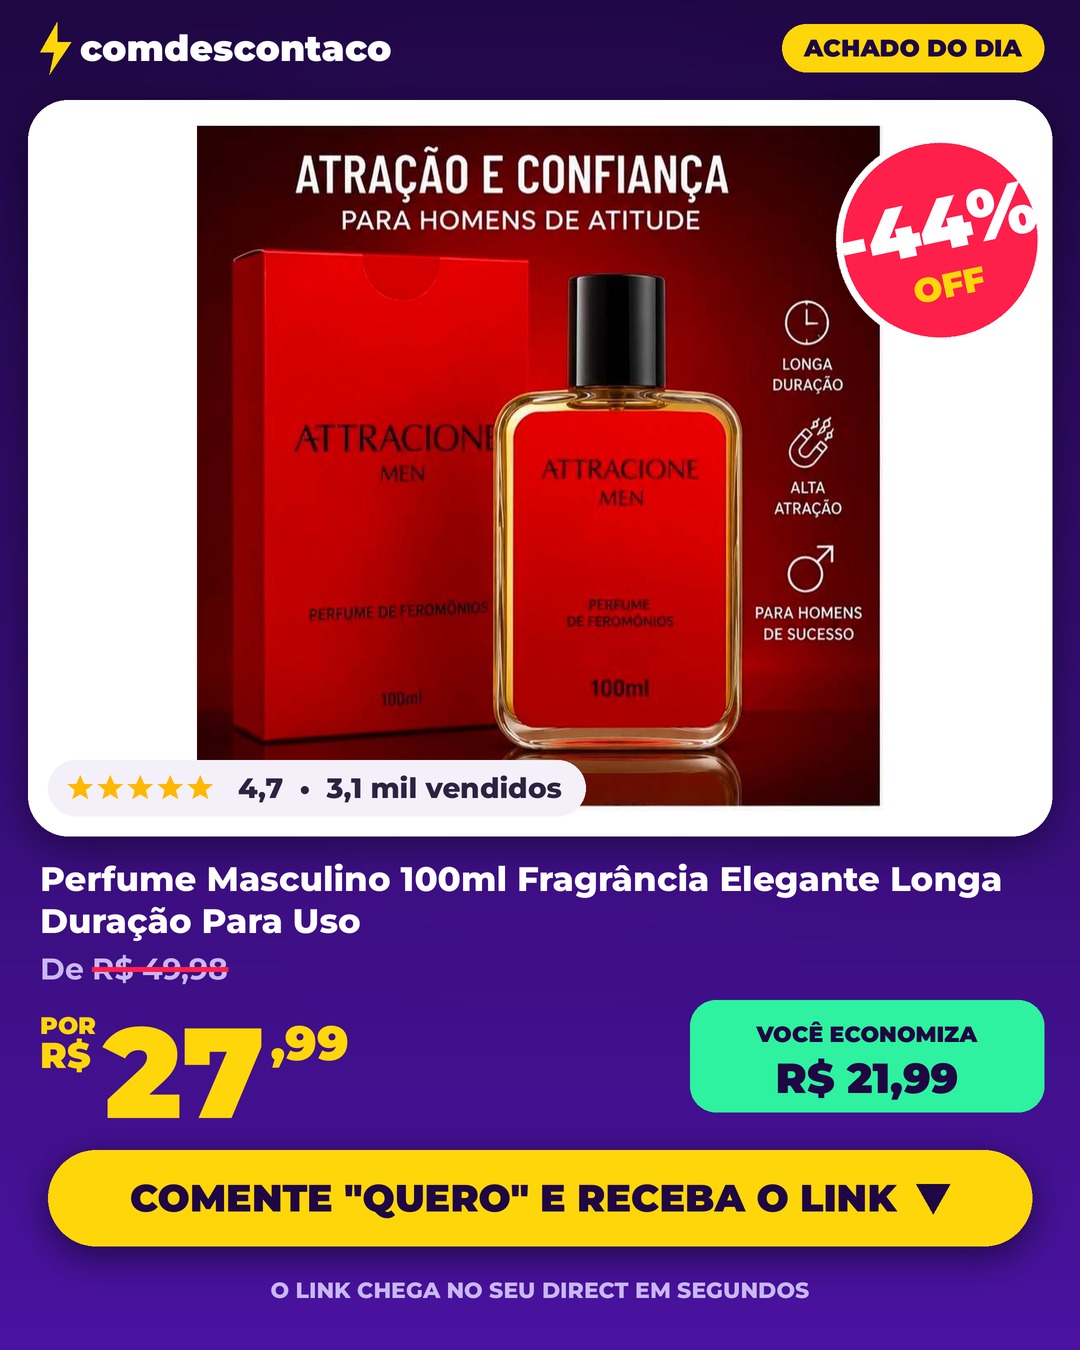 comdescontaco
ACHADO DO DIA
ATRAÇÃO E CONFIANÇA
PARA HOMENS DE ATITUDE
-44%
OFF
LONGA
DURAÇÃO
ALTA
ATRAÇÃO
PARA HOMENS
DE SUCESSO
ATTRACIONE
MEN
PERFUME DE FEROMÔNIOS
100ml
ATTRACIONE
MEN
PERFUME
DE FEROMÔNIOS
100ml
4,7 • 3,1 mil vendidos
Perfume Masculino 100ml Fragrância Elegante Longa
Duração Para Uso
De R$ 49,98
POR
R$ 27,99
VOCÊ ECONOMIZA
R$ 21,99
COMENTE "QUERO" E RECEBA O LINK ▼
O LINK CHEGA NO SEU DIRECT EM SEGUNDOS